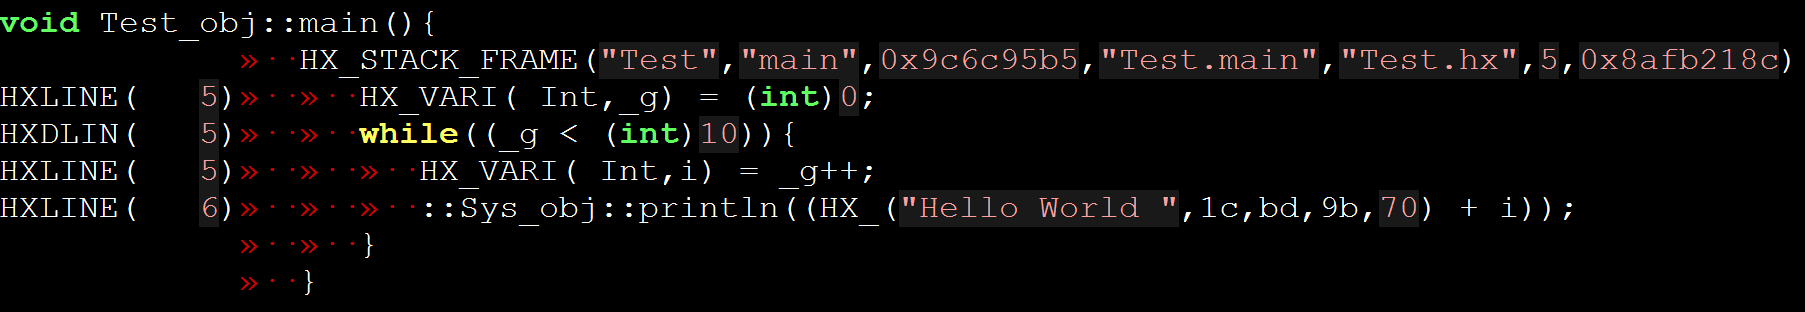 void Test_obj::main(){
            »··HX_STACK_FRAME("Test","main",0x9c6c95b5,"Test.main","Test.hx",5,0x8afb218c)
HXLINE(   5)»··»··HX_VARI( Int,_g) = (int)0;
HXDLIN(   5)»··»··while((_g < (int)10)){
HXLINE(   5)»··»··»··HX_VARI( Int,i) = _g++;
HXLINE(   6)»··»··»··::Sys_obj::println((HX_("Hello World ",1c,bd,9b,70) + i));
            »··»··}
            »··}